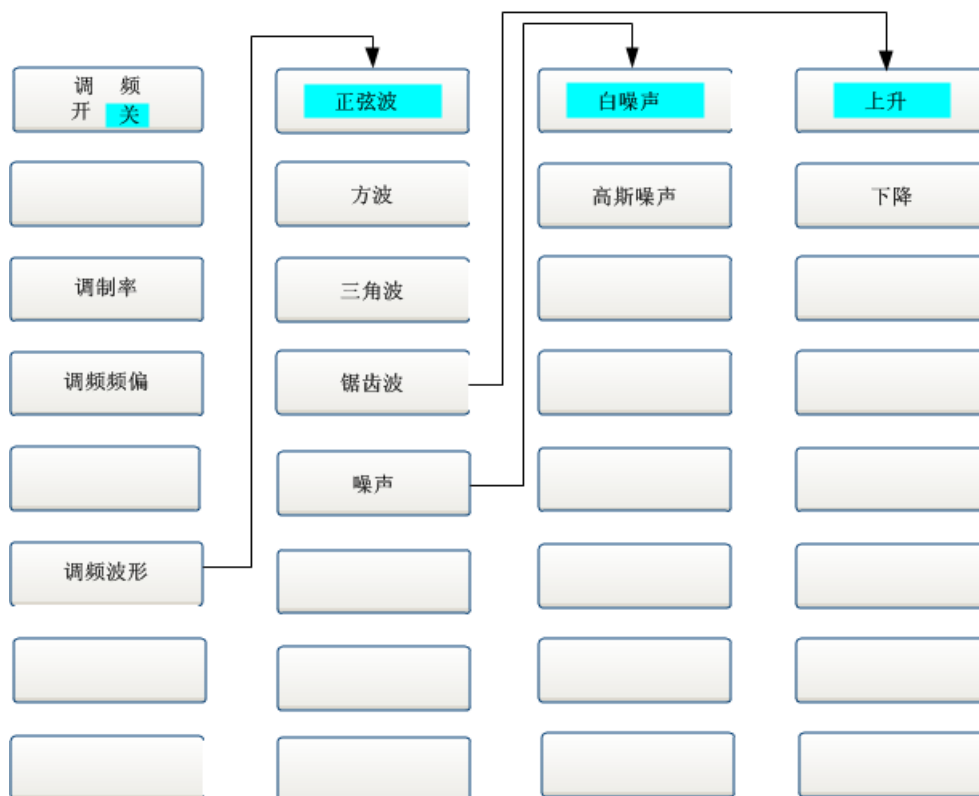 调 频
开 关
调制率
调频频偏
调频波形
正弦波
方波
三角波
锯齿波
噪声
白噪声
高斯噪声
上升
下降